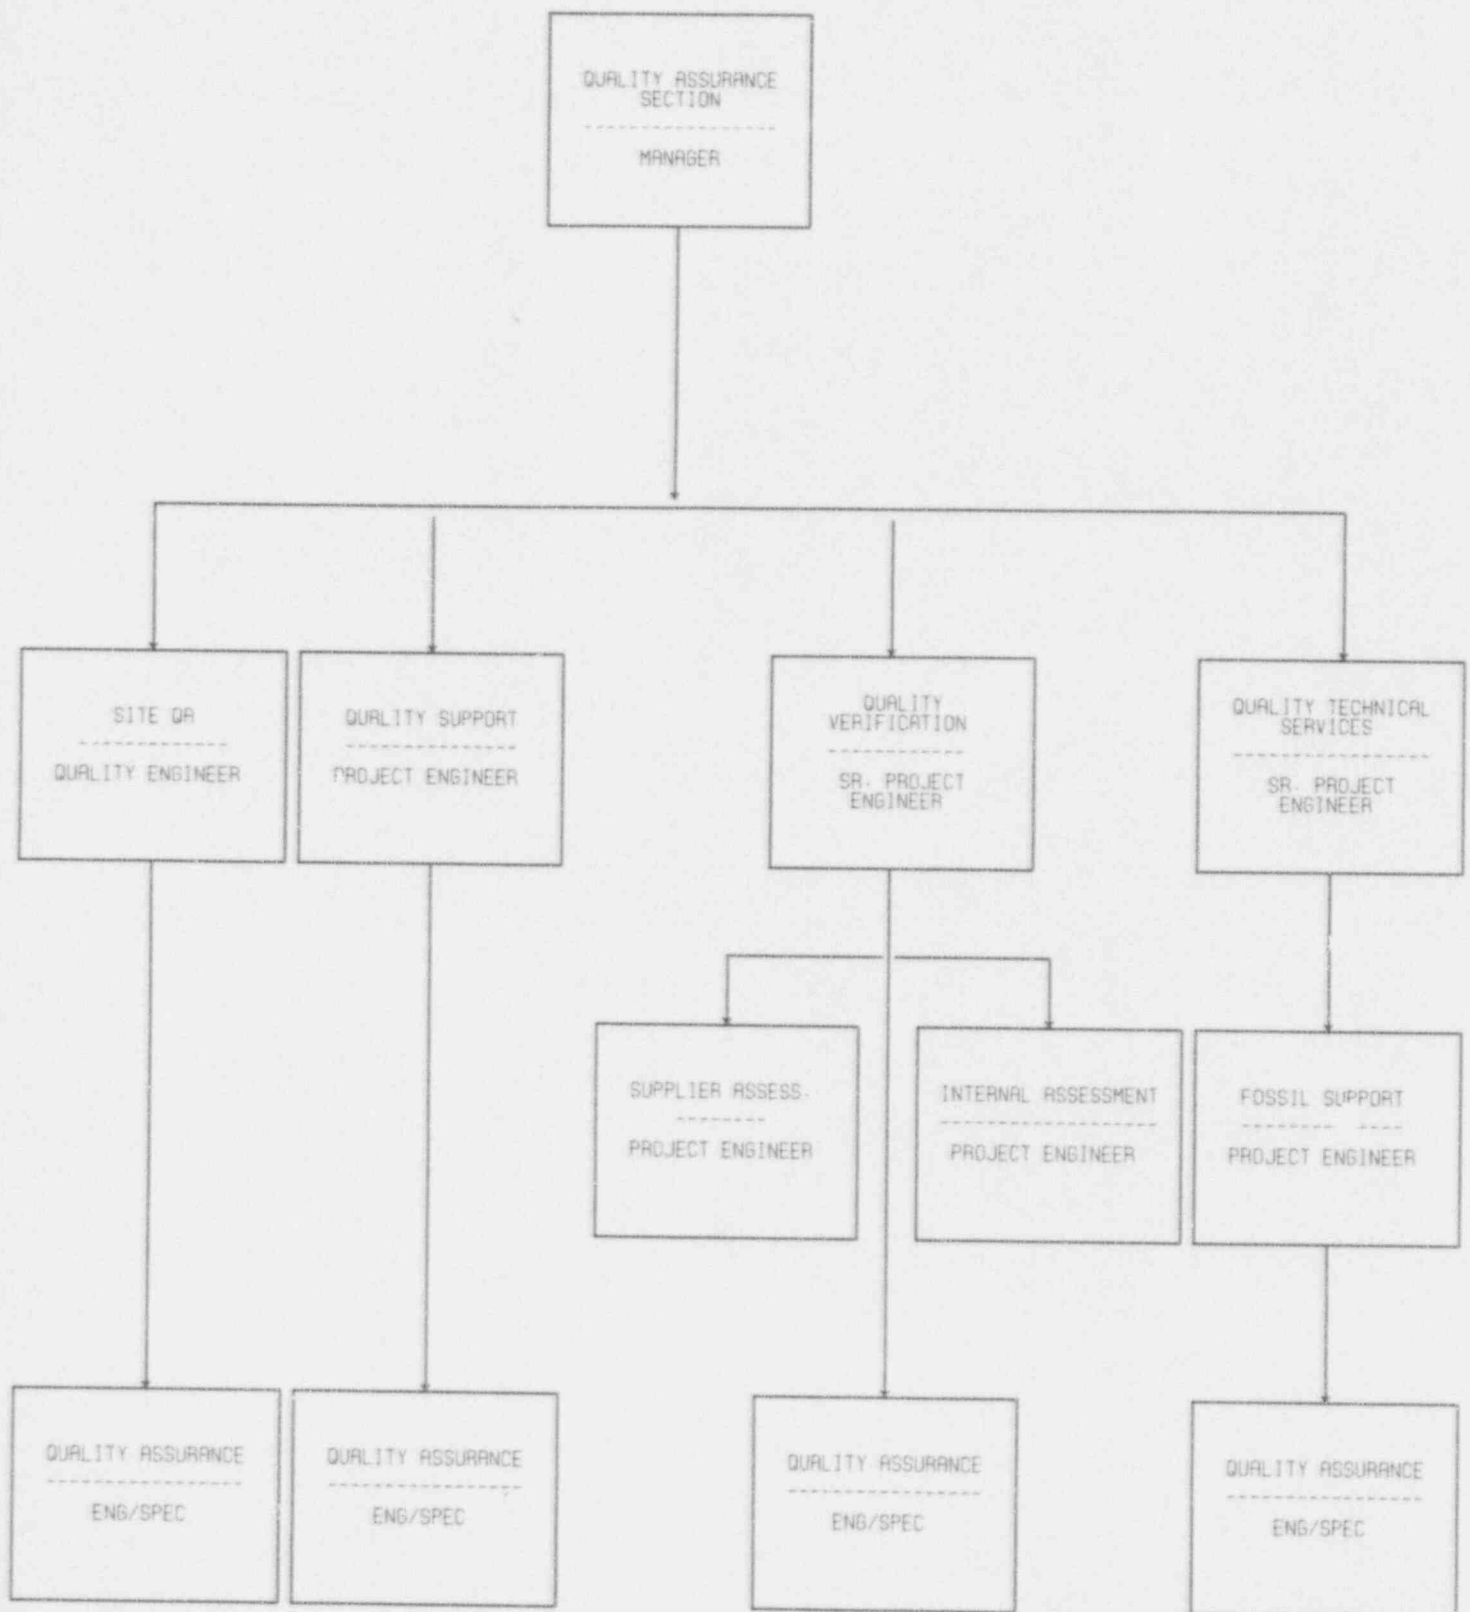 QUALITY ASSURANCE
SECTION
MANAGER
SITE QA
QUALITY ENGINEER
QUALITY SUPPORT
PROJECT ENGINEER
QUALITY
VERIFICATION
SR. PROJECT
ENGINEER
QUALITY TECHNICAL
SERVICES
SR. PROJECT
ENGINEER
SUPPLIER ASSESS.
PROJECT ENGINEER
INTERNAL ASSESSMENT
PROJECT ENGINEER
FOSSIL SUPPORT
PROJECT ENGINEER
QUALITY ASSURANCE
ENG/SPEC
QUALITY ASSURANCE
ENG/SPEC
QUALITY ASSURANCE
ENG/SPEC
QUALITY ASSURANCE
ENG/SPEC